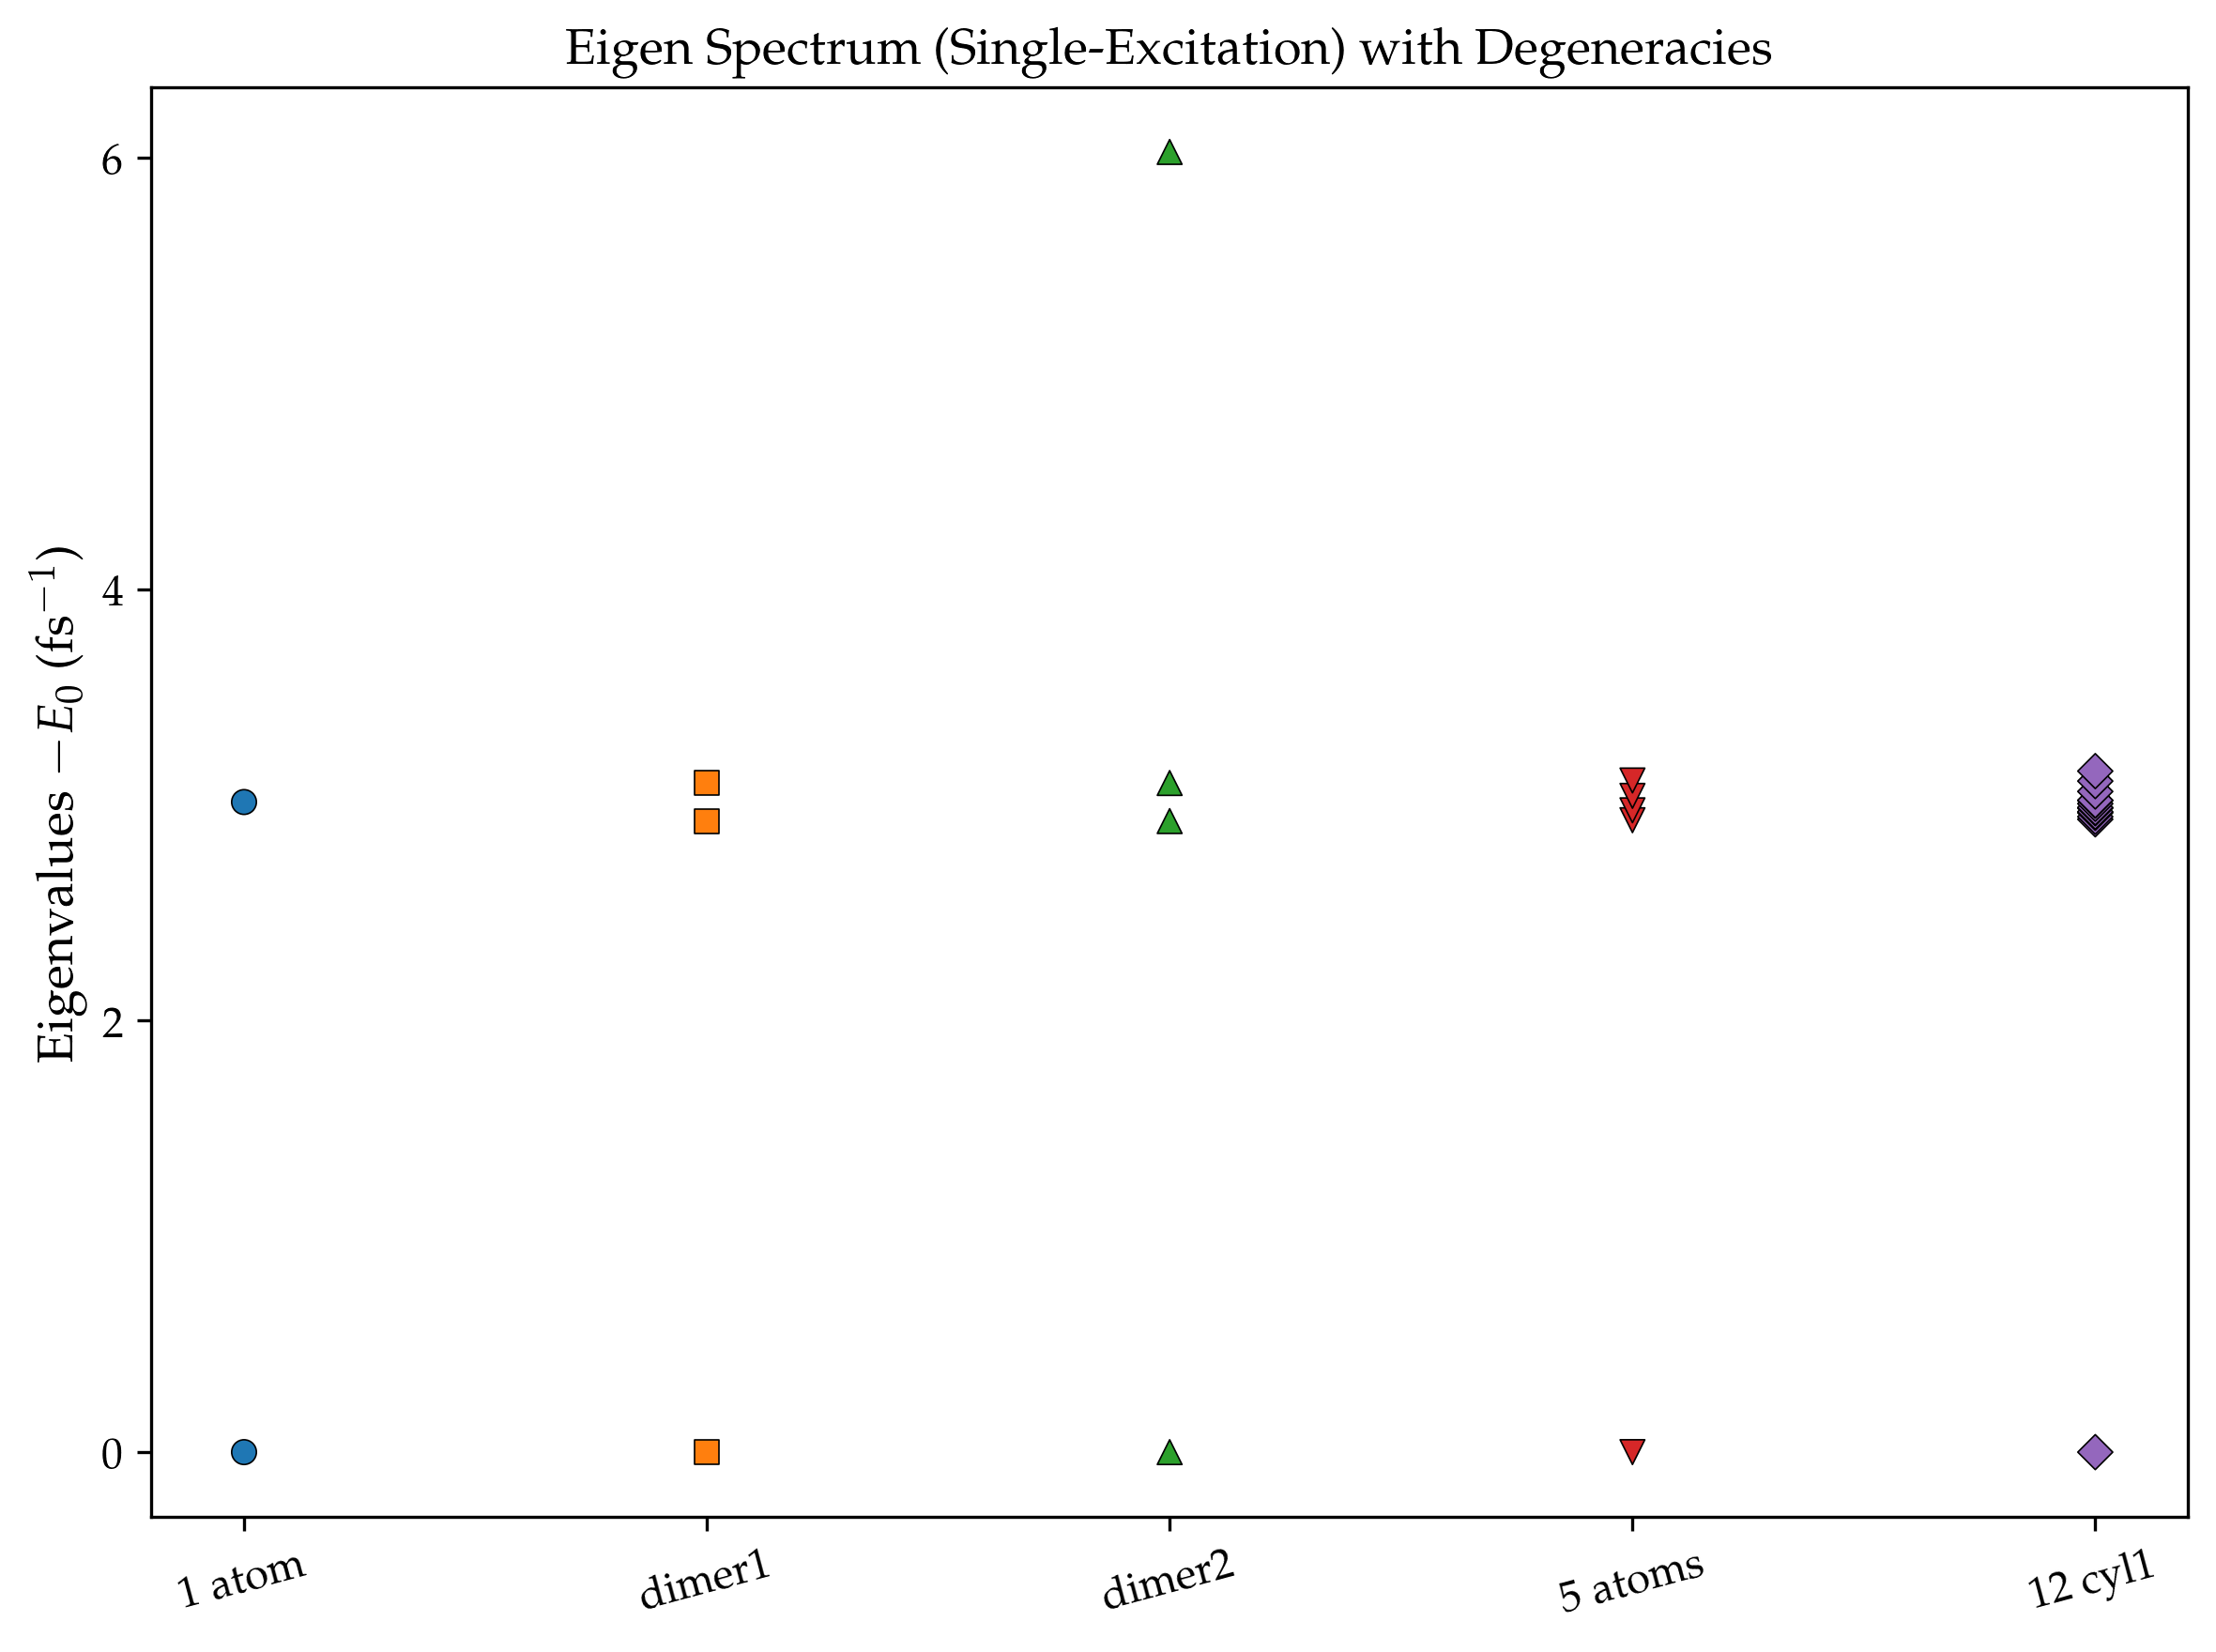 Eigen Spectrum (Single-Excitation) with Degeneracies
Eigenvalues −E₀ (fs⁻¹)
6
4
2
0
1 atom
dimer1
dimer2
5 atoms
12 cyl1